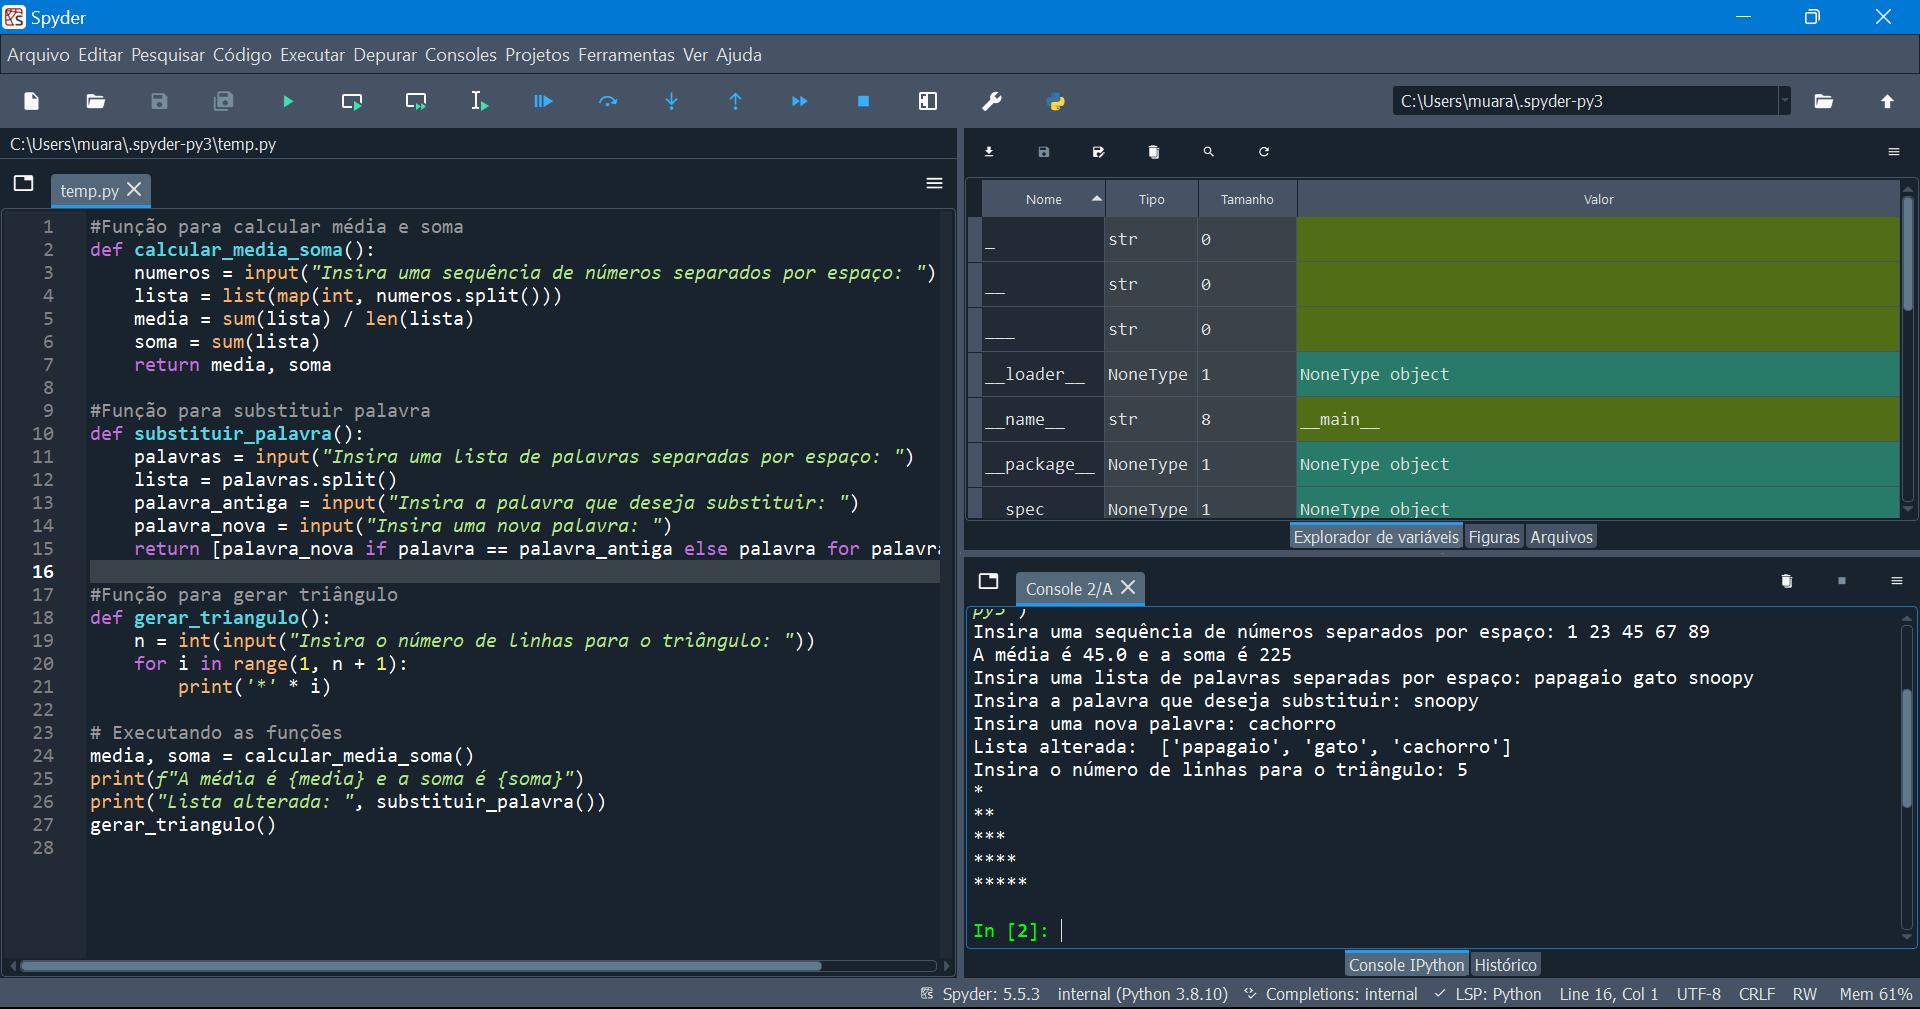 Spyder
Arquivo Editar Pesquisar Código Executar Depurar Consoles Projetos Ferramentas Ver Ajuda
C:\Users\muara\.spyder-py3
C:\Users\muara\.spyder-py3\temp.py
temp.py
1 #Função para calcular média e soma
2 def calcular_media_soma():
3     numeros = input("Insira uma sequência de números separados por espaço: ")
4     lista = list(map(int, numeros.split()))
5     media = sum(lista) / len(lista)
6     soma = sum(lista)
7     return media, soma
8
9 #Função para substituir palavra
10 def substituir_palavra():
11     palavras = input("Insira uma lista de palavras separadas por espaço: ")
12     lista = palavras.split()
13     palavra_antiga = input("Insira a palavra que deseja substituir: ")
14     palavra_nova = input("Insira uma nova palavra: ")
15     return [palavra_nova if palavra == palavra_antiga else palavra for palavr
16
17 #Função para gerar triângulo
18 def gerar_triangulo():
19     n = int(input("Insira o número de linhas para o triângulo: "))
20     for i in range(1, n + 1):
21         print('*' * i)
22
23 # Executando as funções
24 media, soma = calcular_media_soma()
25 print(f"A média é {media} e a soma é {soma}")
26 print("Lista alterada: ", substituir_palavra())
27 gerar_triangulo()
28
Nome Tipo Tamanho Valor
_ str 0
__ str 0
___ str 0
__loader__ NoneType 1 NoneType object
__name__ str 8 __main__
__package__ NoneType 1 NoneType object
spec NoneType 1 NoneType object
Explorador de variáveis Figuras Arquivos
Console 2/A
py3')
Insira uma sequência de números separados por espaço: 1 23 45 67 89
A média é 45.0 e a soma é 225
Insira uma lista de palavras separadas por espaço: papagaio gato snoopy
Insira a palavra que deseja substituir: snoopy
Insira uma nova palavra: cachorro
Lista alterada:  ['papagaio', 'gato', 'cachorro']
Insira o número de linhas para o triângulo: 5
*
**
***
****
*****
In [2]:
Console IPython Histórico
Spyder: 5.5.3 internal (Python 3.8.10) Completions: internal LSP: Python Line 16, Col 1 UTF-8 CRLF RW Mem 61%